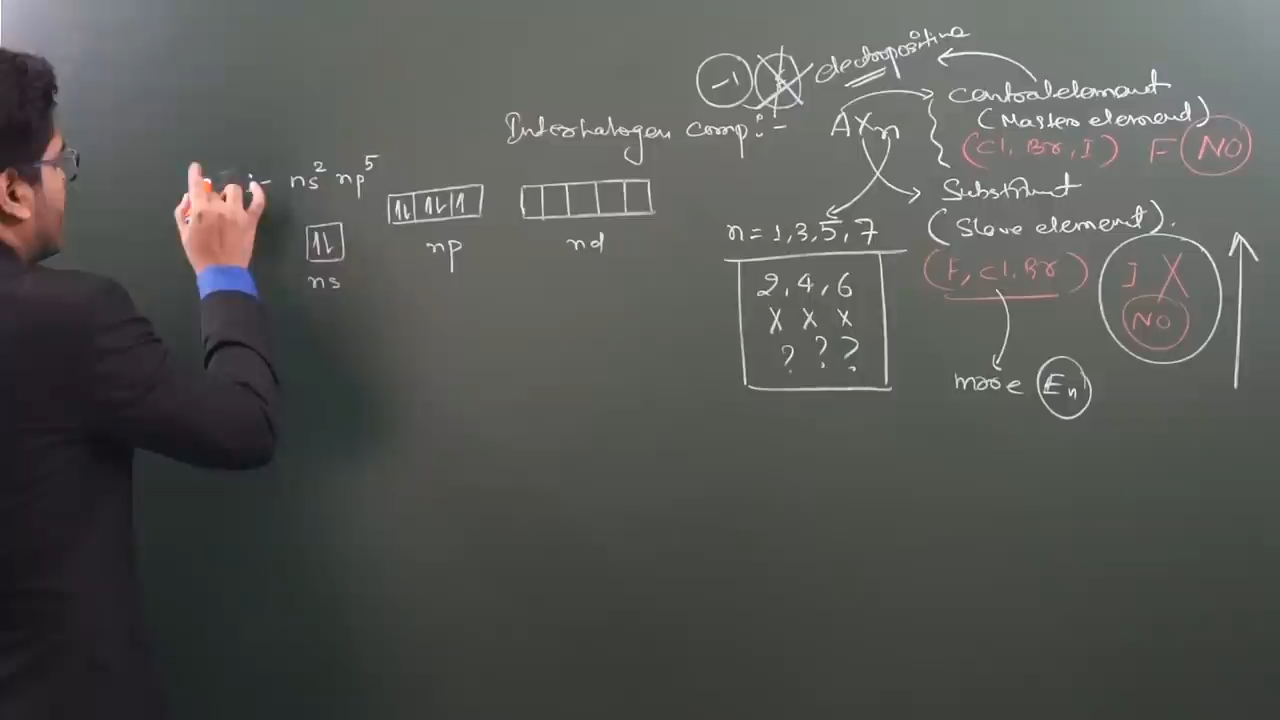 -1 electropositive
Interhalogen comp:- AXn
central element
(Master element)
(Cl, Br, I) F NO
:- ns² np⁵
⥮ ns
⥮ ⥮ ↿ np
nd
Substituent
(Slave element).
n = 1,3,5,7
(F, Cl, Br)
I X
NO
2, 4, 6
X X X
? ? ?
more En